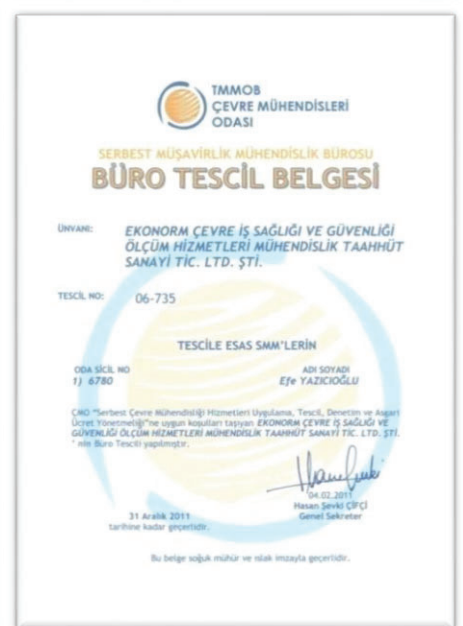 TMMOB
ÇEVRE MÜHENDİSLERİ
ODASI
SERBEST MÜŞAVİRLİK MÜHENDİSLİK BÜROSU
BÜRO TESCİL BELGESİ
ÜNVANI: EKONORM ÇEVRE İŞ SAĞLIĞI VE GÜVENLİĞİ
ÖLÇÜM HİZMETLERİ MÜHENDİSLİK TAAHHÜT
SANAYİ TİC. LTD. ŞTİ.
TESCİL NO: 06-735
TESCİLE ESAS SMM'LERİN
ODA SİCİL NO ADI SOYADI
1) 6780 Efe YAZICIOĞLU
ÇMO "Serbest Çevre Mühendisliği Hizmetleri Uygulama, Tescil, Denetim ve Asgari
Ücret Yönetmeliği"ne uygun koşulları taşıyan EKONORM ÇEVRE İŞ SAĞLIĞI VE
GÜVENLİĞİ ÖLÇÜM HİZMETLERİ MÜHENDİSLİK TAAHHÜT SANAYİ TİC. LTD. ŞTİ.
' nin Büro Tescili yapılmıştır.
04.02.2011
Hasan Şevki ÇİFÇİ
Genel Sekreter
31 Aralık 2011
tarihine kadar geçerlidir.
Bu belge soğuk mühür ve ıslak imzayla geçerlidir.